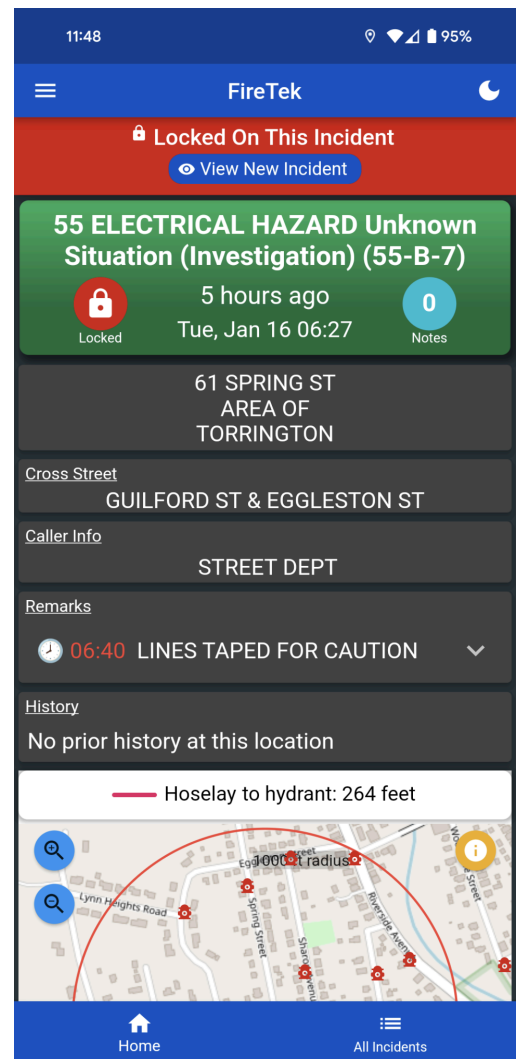 11:48
95%
FireTek
Locked On This Incident
View New Incident
55 ELECTRICAL HAZARD Unknown
Situation (Investigation) (55-B-7)
5 hours ago
0
Locked
Tue, Jan 16 06:27
Notes
61 SPRING ST
AREA OF
TORRINGTON
Cross Street
GUILFORD ST & EGGLESTON ST
Caller Info
STREET DEPT
Remarks
06:40 LINES TAPED FOR CAUTION
History
No prior history at this location
Hoselay to hydrant: 264 feet
radius
Lynn Heights Road
Spring Street
Riverside Avenue
Home
All Incidents